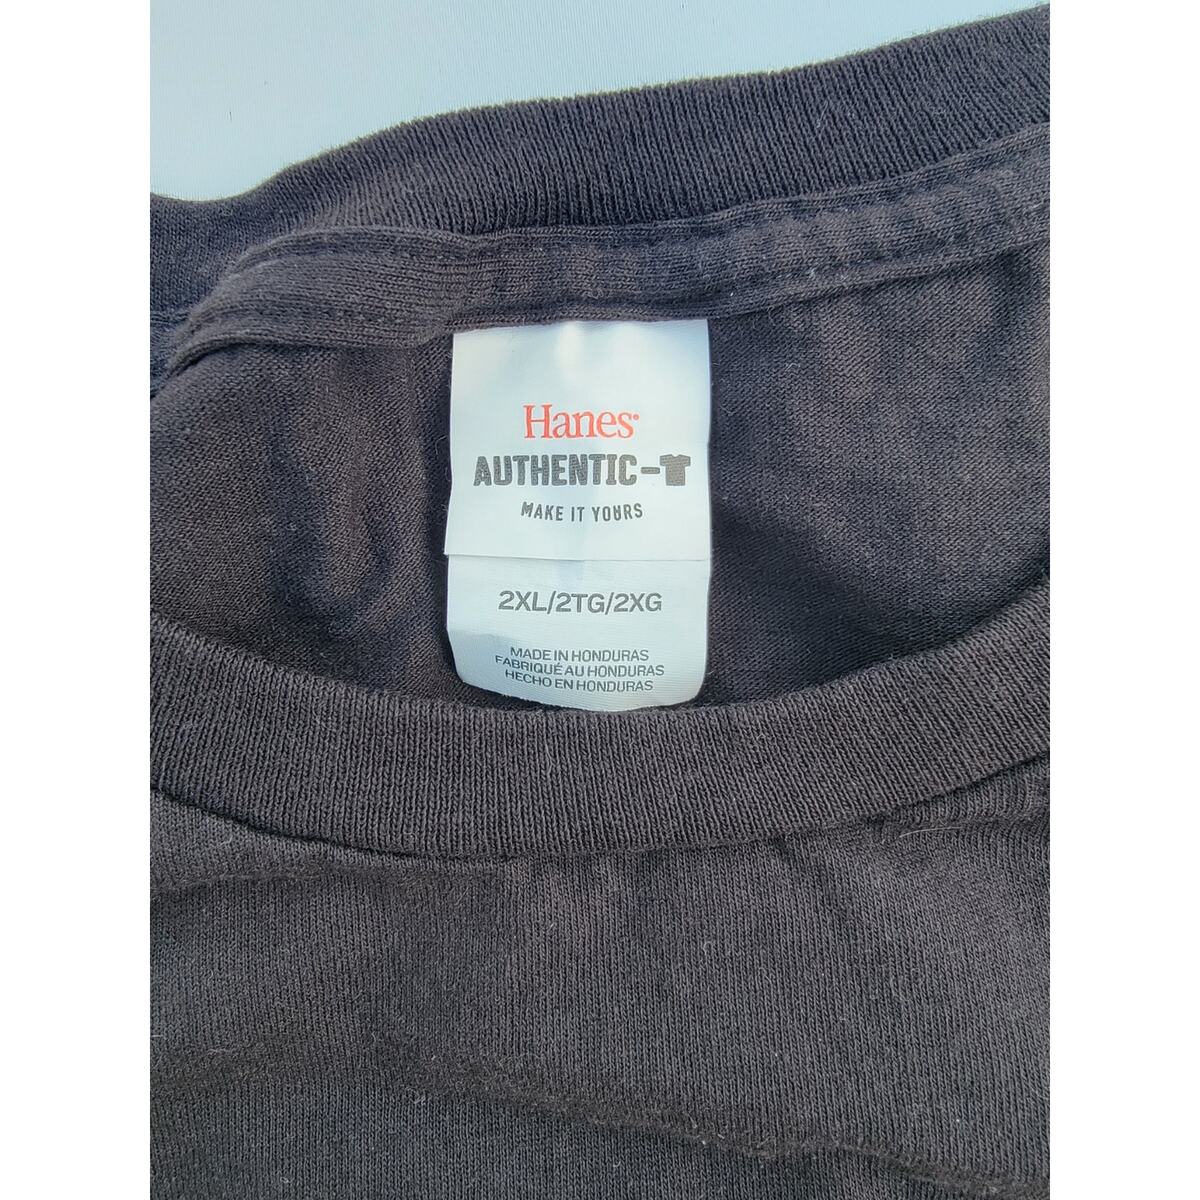 Hanes
AUTHENTIC-
MAKE IT YOURS
2XL/2TG/2XG
MADE IN HONDURAS
FABRIQUÉ AU HONDURAS
HECHO EN HONDURAS